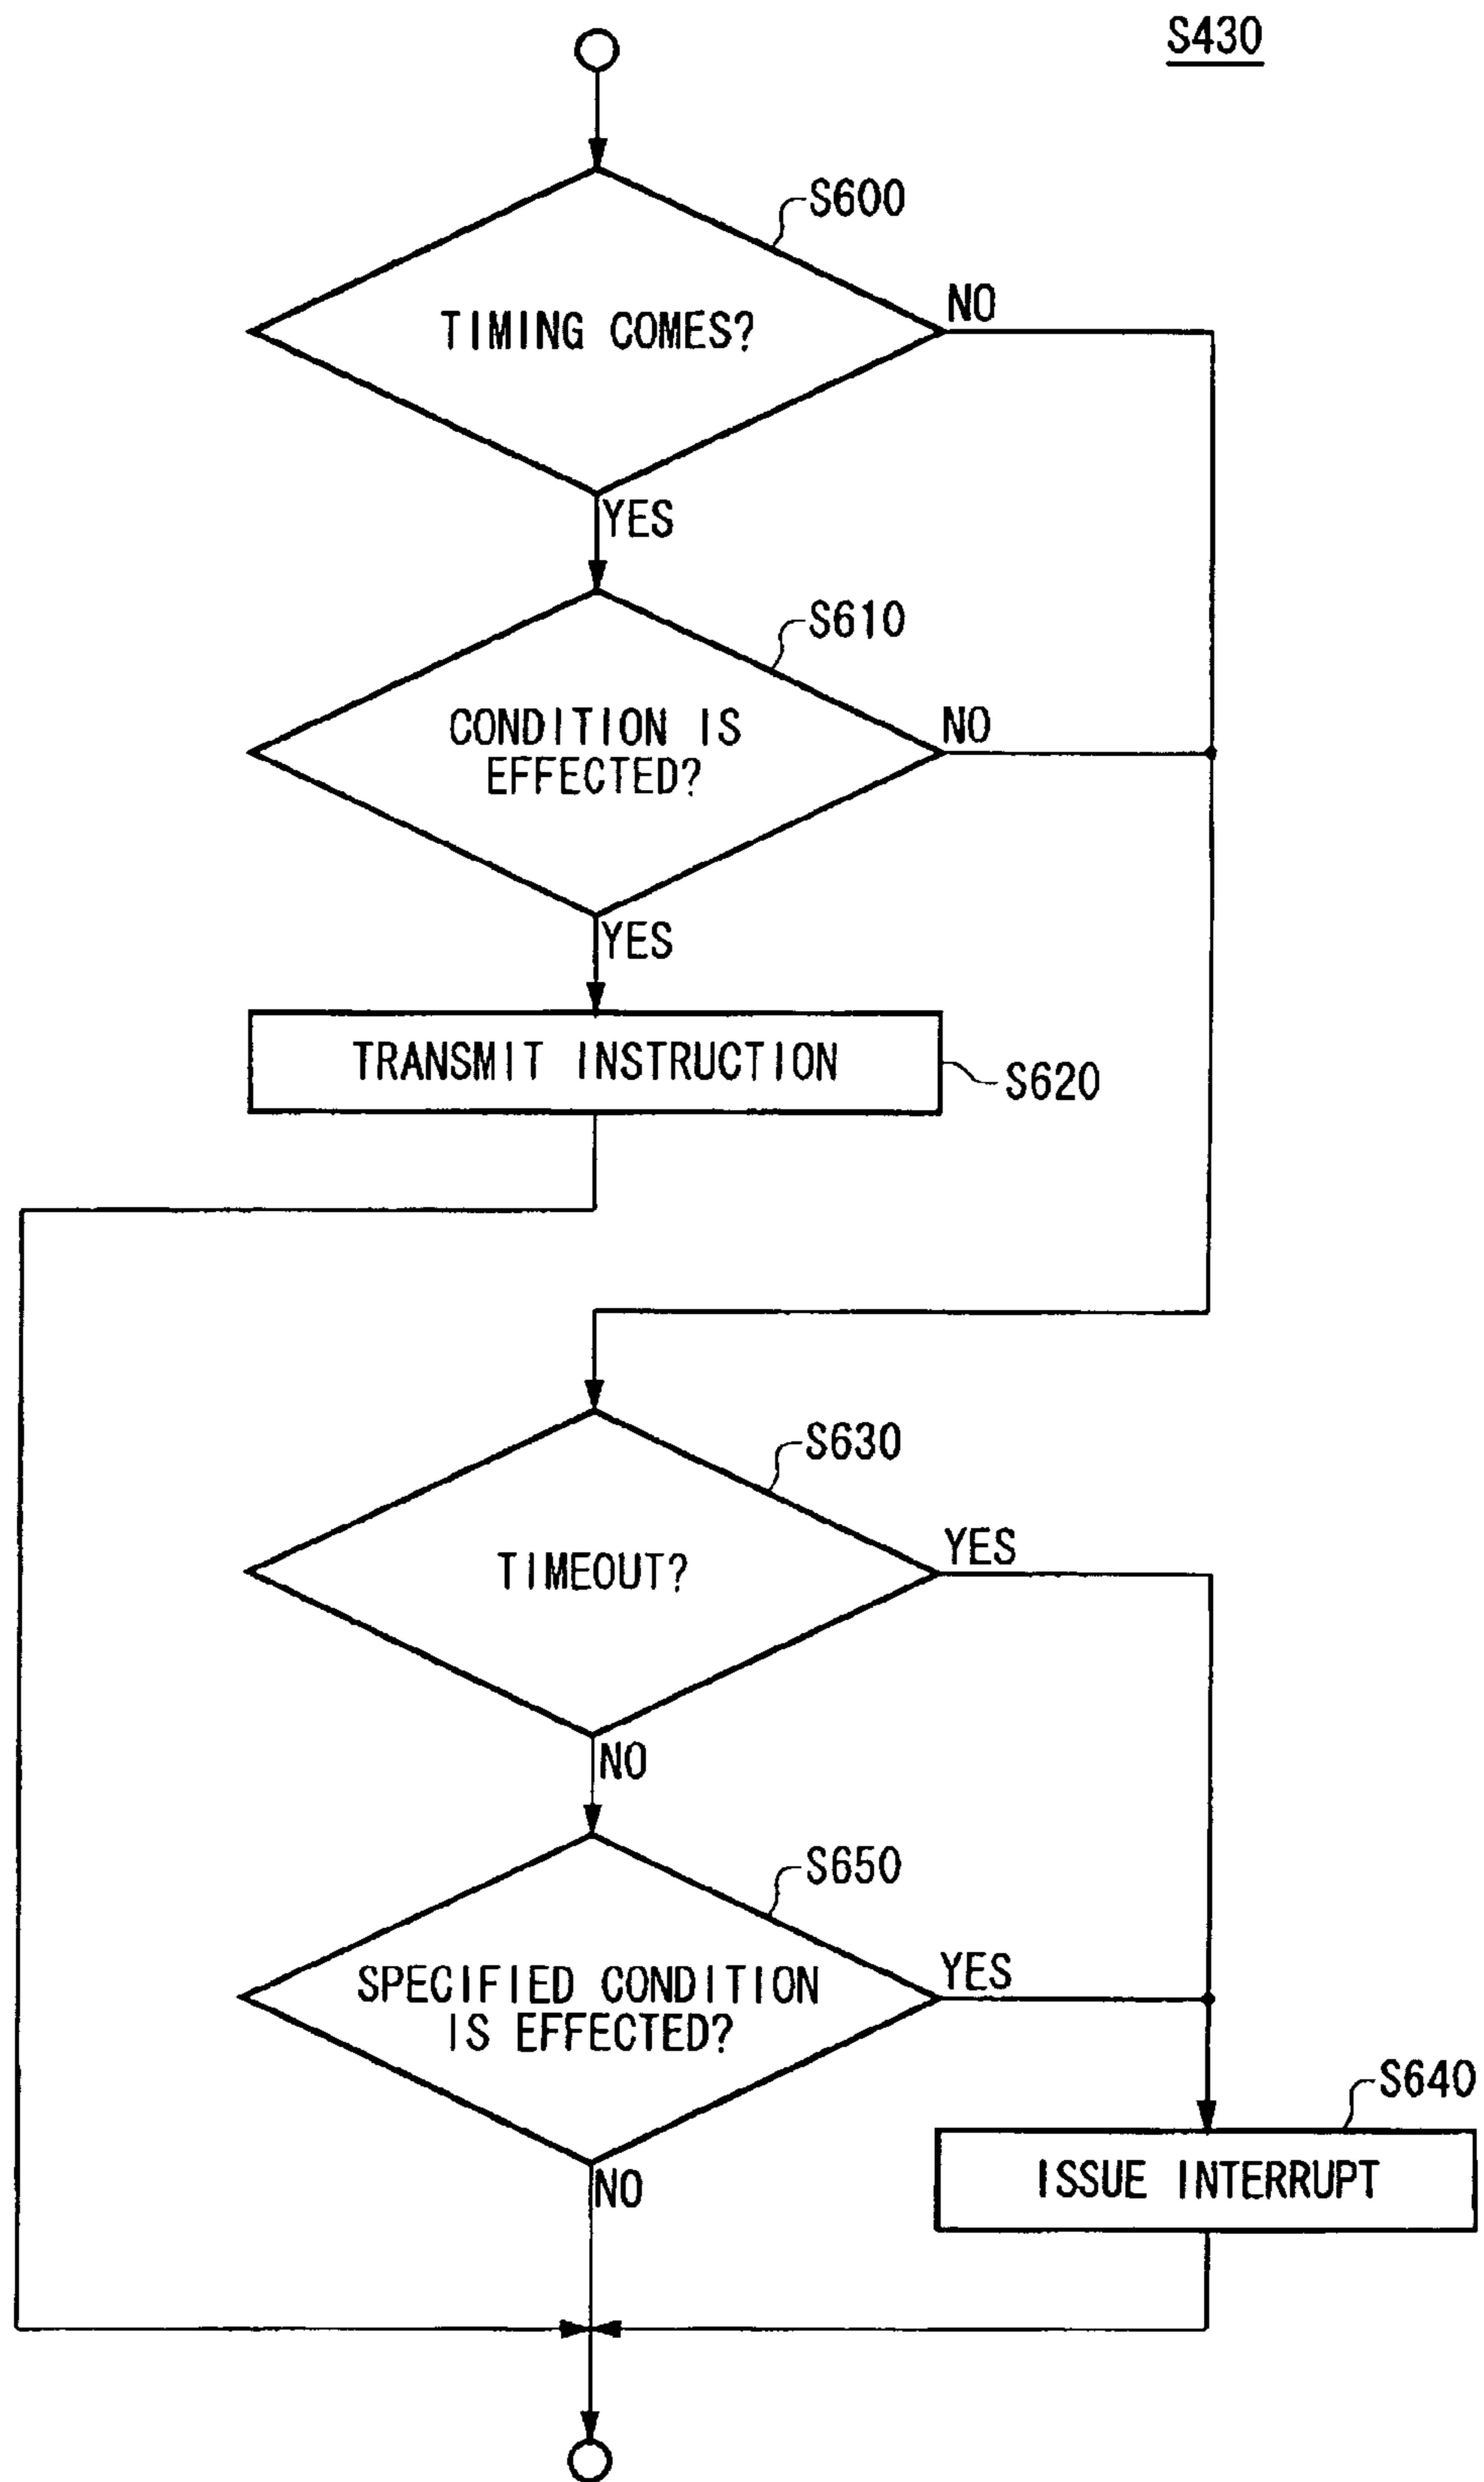 S430
S600
TIMING COMES?
NO
YES
S610
CONDITION IS
EFFECTED?
NO
YES
TRANSMIT INSTRUCTION
S620
S630
TIMEOUT?
YES
NO
S650
SPECIFIED CONDITION
IS EFFECTED?
YES
NO
S640
ISSUE INTERRUPT